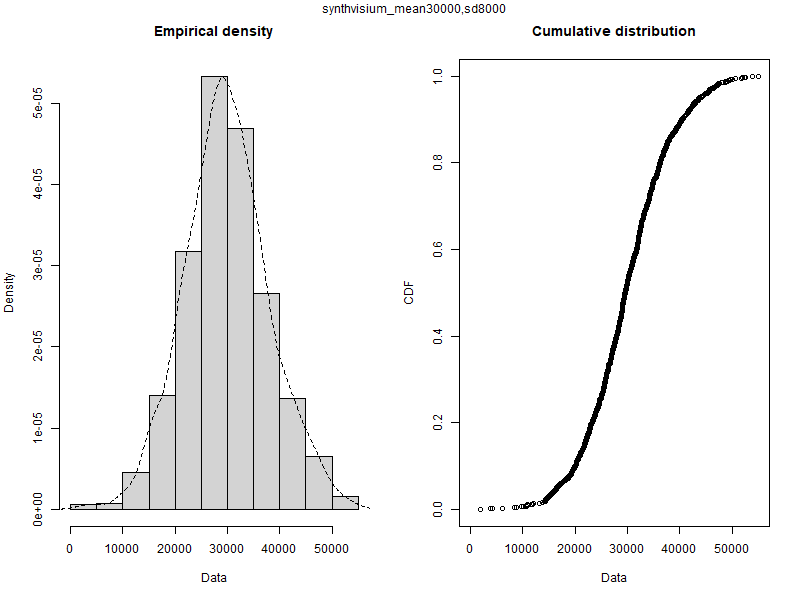 synthvisium_mean30000,sd8000
Empirical density
Density
0e+00
1e-05
2e-05
3e-05
4e-05
5e-05
0
10000
20000
30000
40000
50000
Data
Cumulative distribution
CDF
0.0
0.2
0.4
0.6
0.8
1.0
0
10000
20000
30000
40000
50000
Data